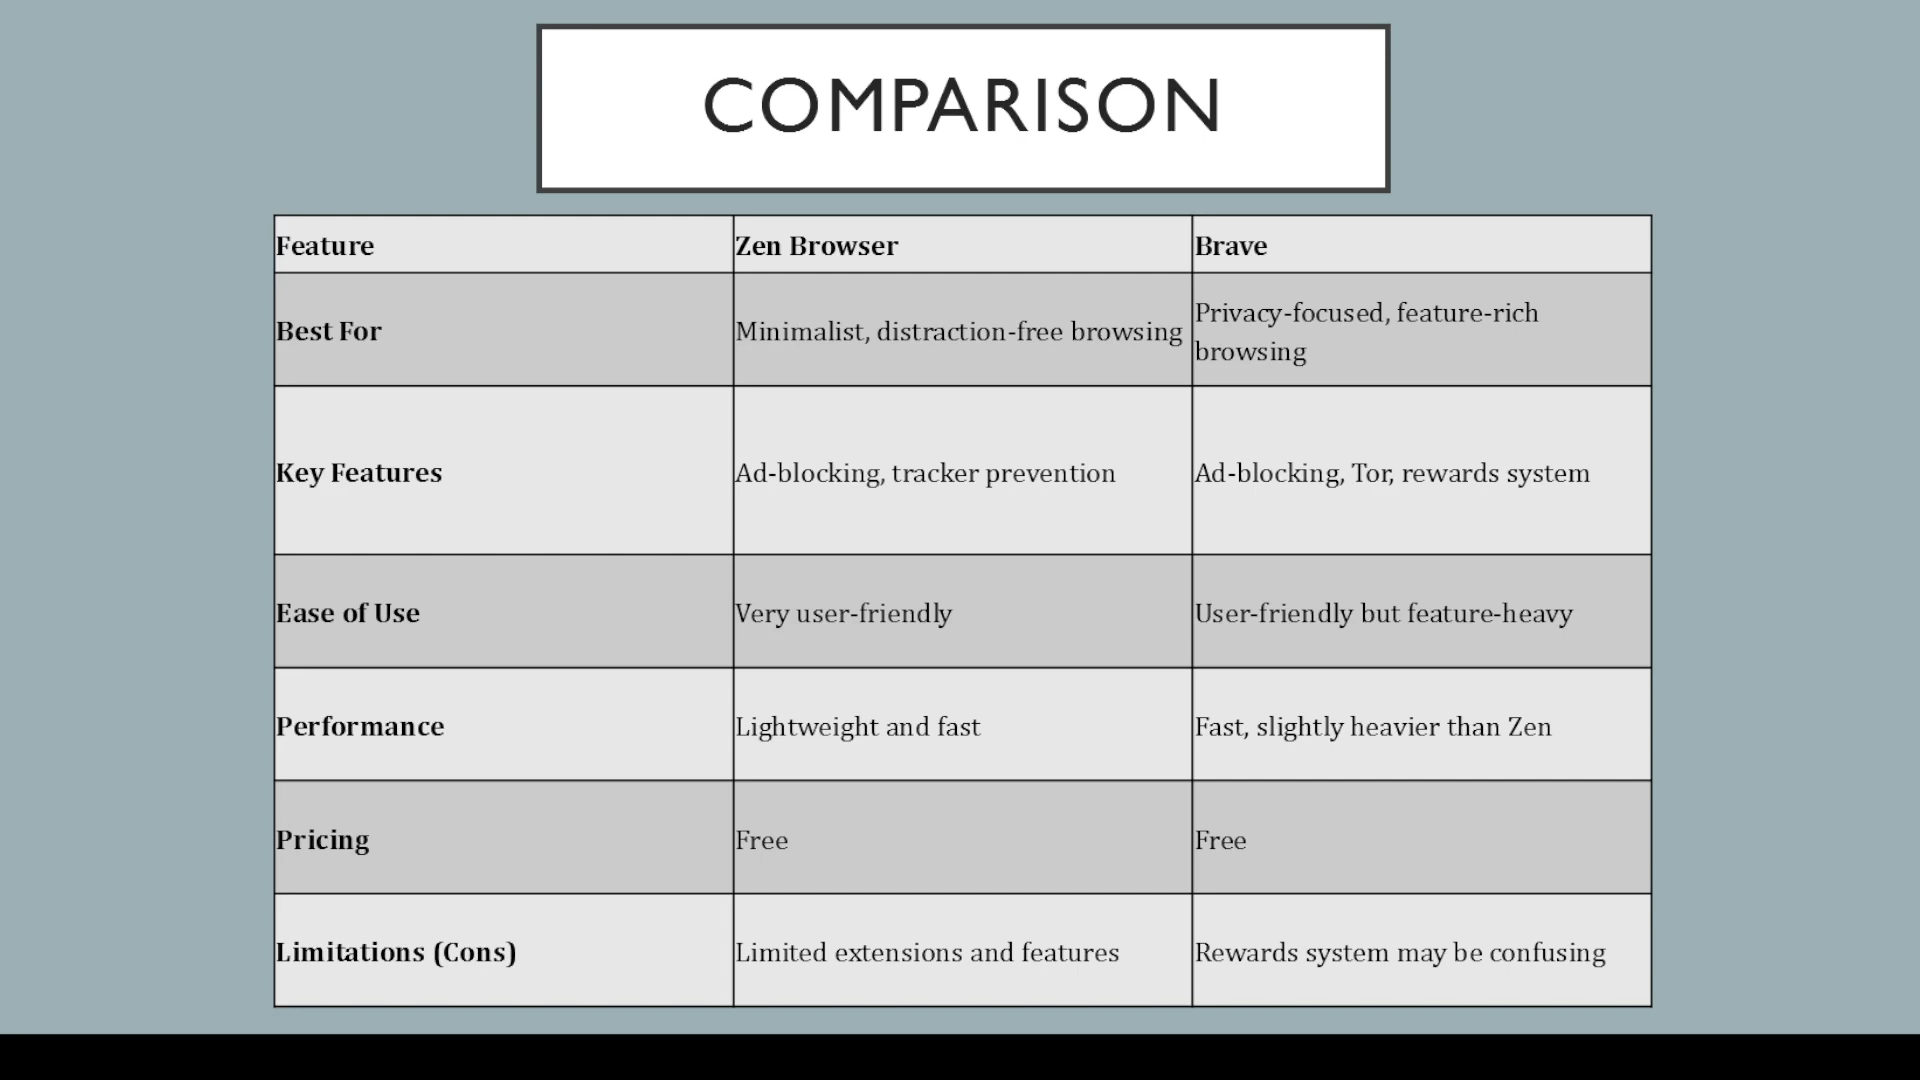 COMPARISON
Feature
Zen Browser
Brave
Best For
Minimalist, distraction-free browsing
Privacy-focused, feature-rich
browsing
Key Features
Ad-blocking, tracker prevention
Ad-blocking, Tor, rewards system
Ease of Use
Very user-friendly
User-friendly but feature-heavy
Performance
Lightweight and fast
Fast, slightly heavier than Zen
Pricing
Free
Free
Limitations (Cons)
Limited extensions and features
Rewards system may be confusing